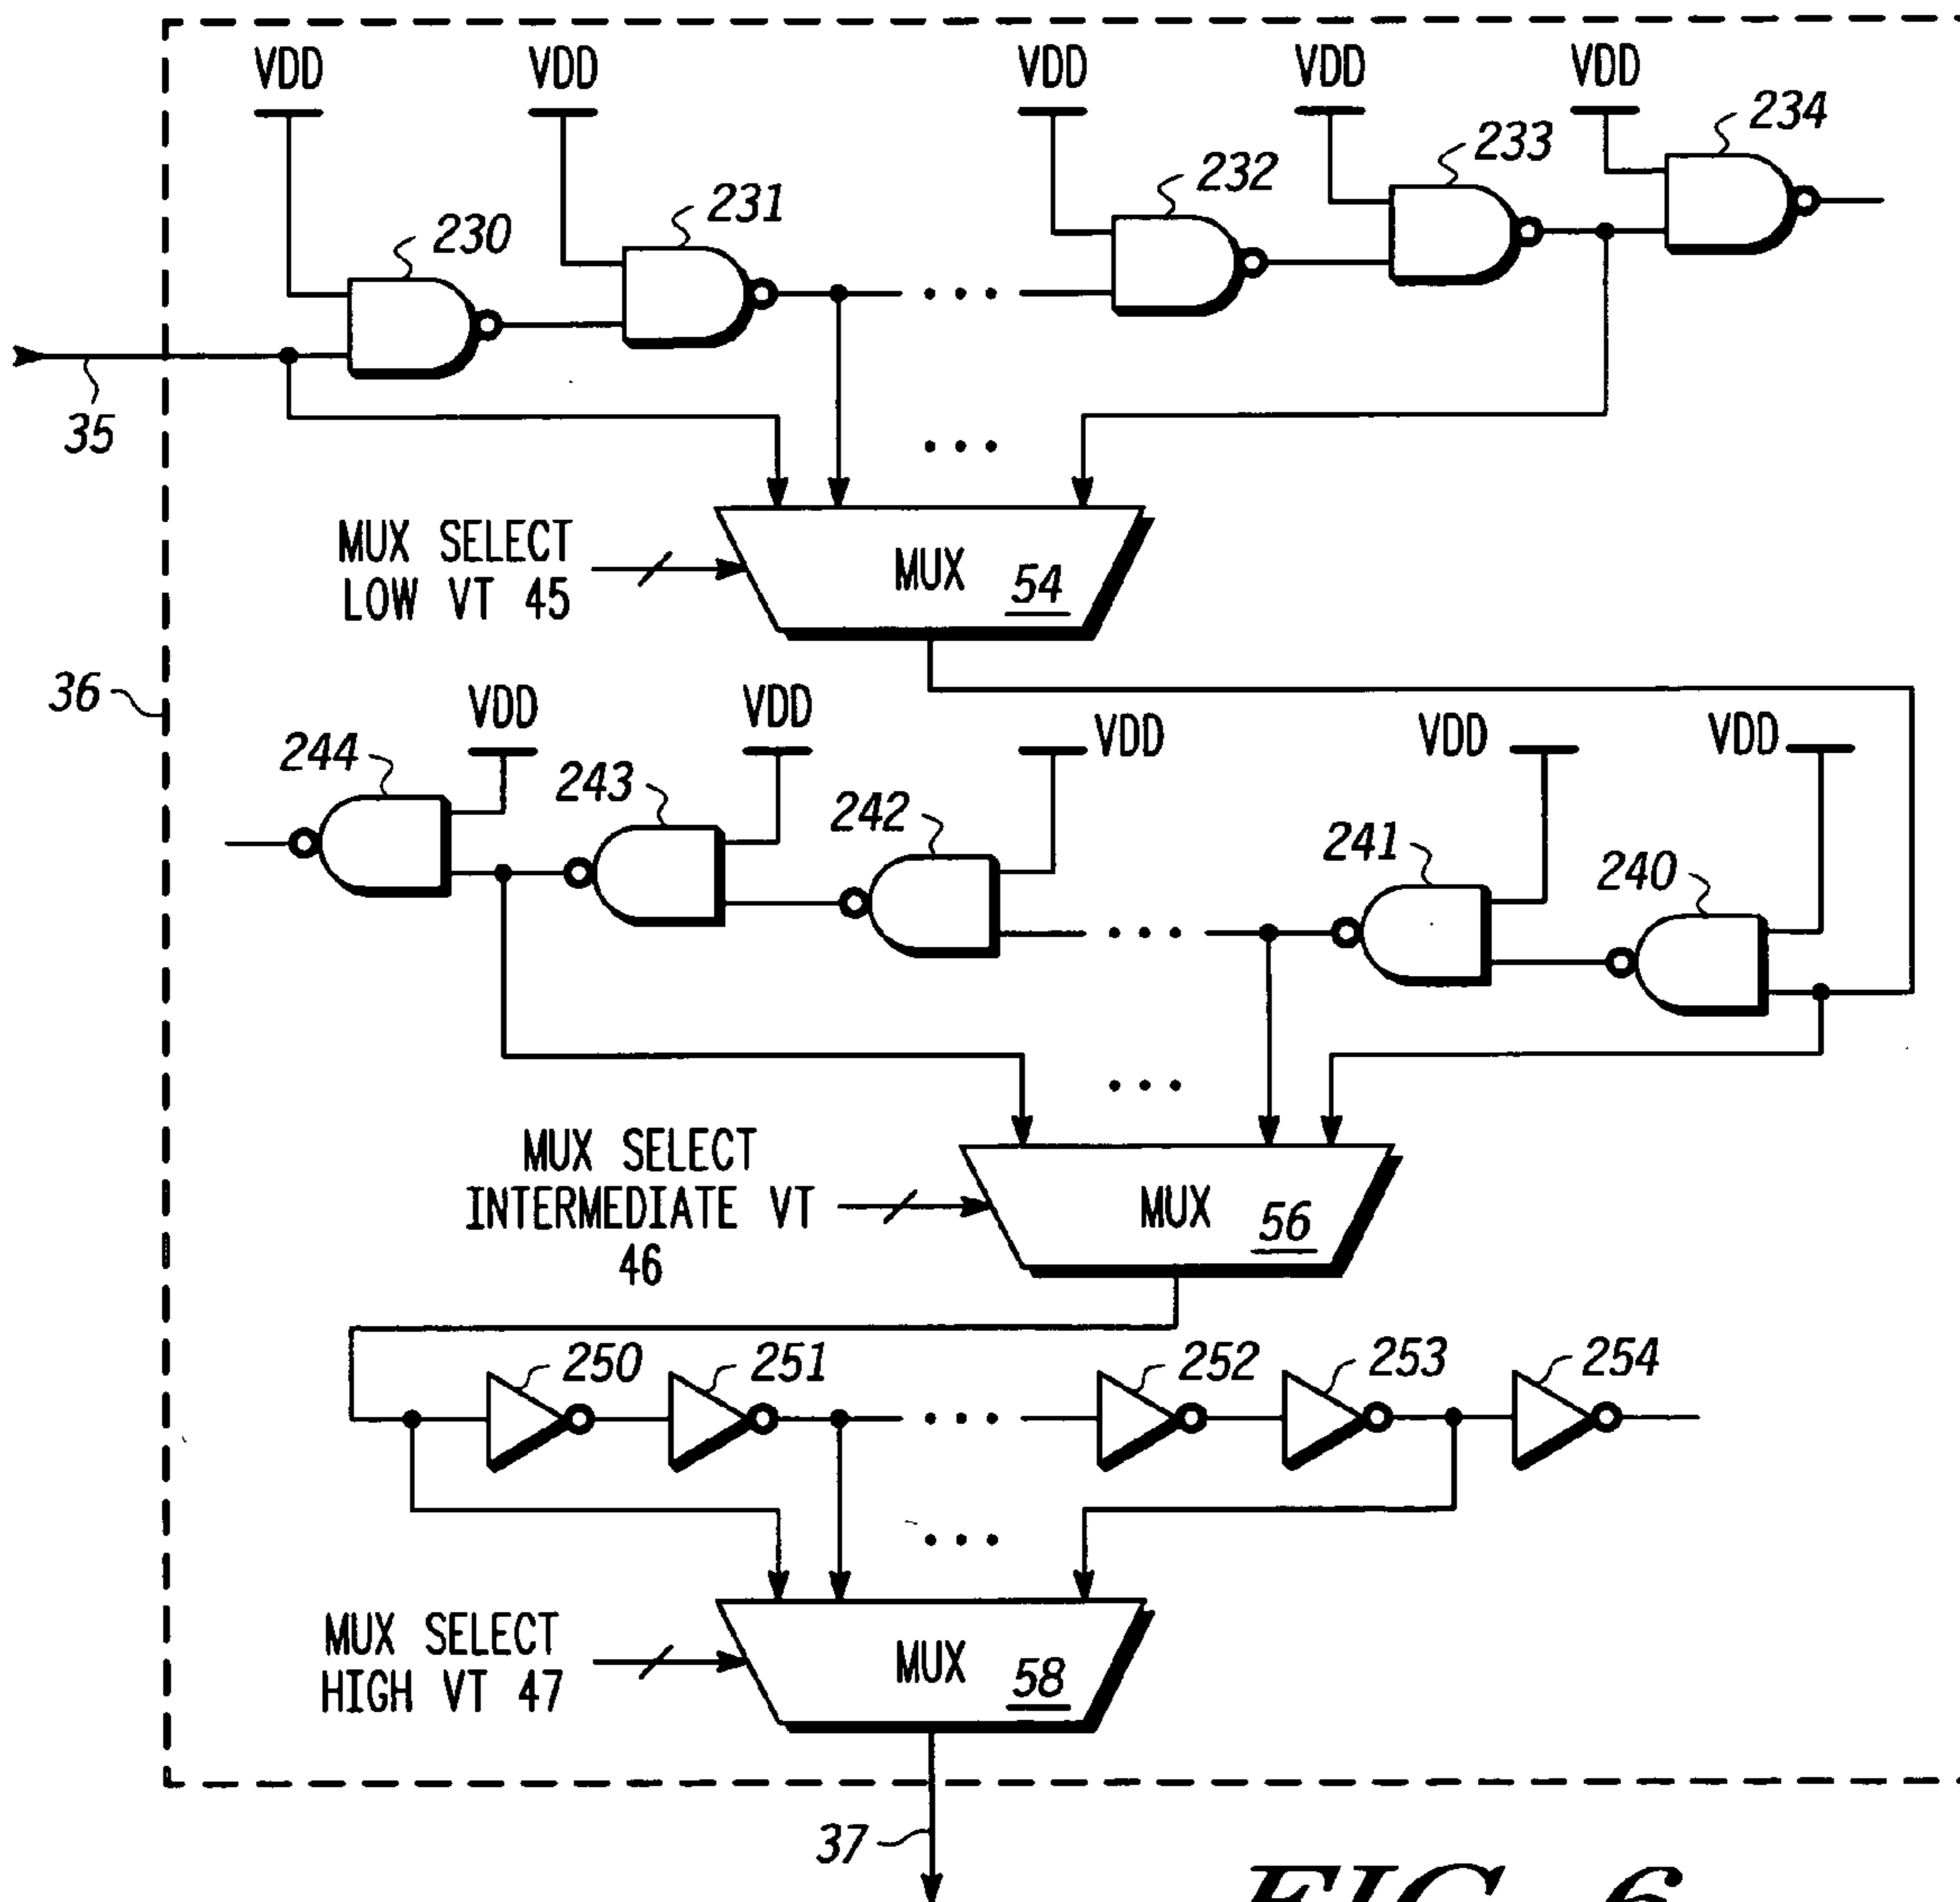 VDD VDD VDD VDD VDD
234
233
232
231
230
35
MUX SELECT
LOW VT 45
MUX 54
36
VDD VDD VDD VDD VDD
244
243
242
241
240
MUX SELECT
INTERMEDIATE VT
46
MUX 56
250 251 252 253 254
MUX SELECT
HIGH VT 47
MUX 58
37
FIG. 6